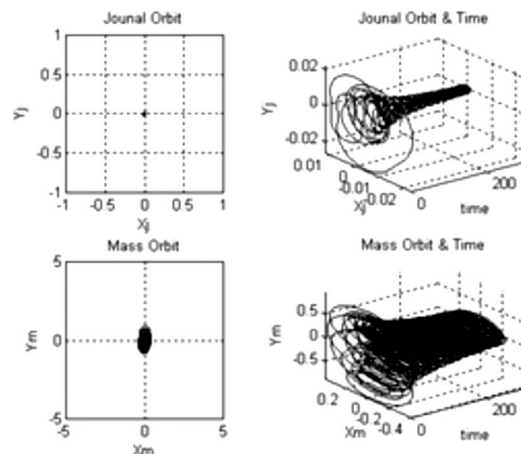 Jounal Orbit
1
0.5
0
-0.5
-1
Yj
-1 -0.5 0 0.5 1
Xj
Jounal Orbit & Time
0.02
0
-0.02
Yj
0.01
0
-0.01
-0.02
Xj
0
200
time
Mass Orbit
5
0
-5
Ym
-5 0 5
Xm
Mass Orbit & Time
0.5
0
-0.5
Ym
0.2
0
-0.2
-0.4
Xm
0
200
time